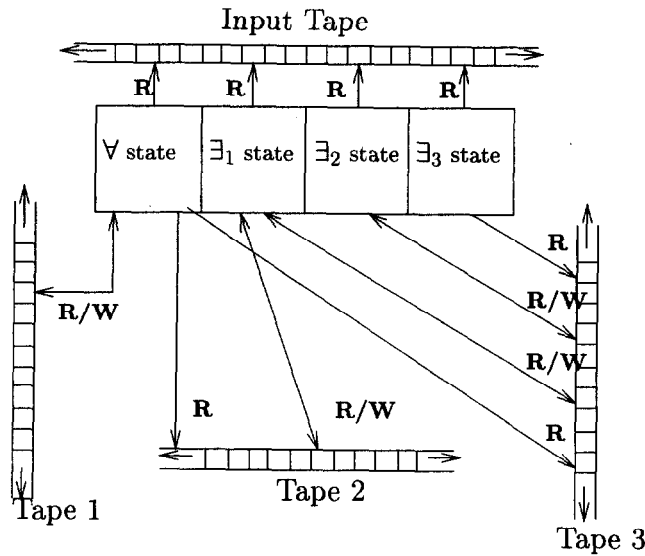 Input Tape
R R R R
∀ state ∃₁ state ∃₂ state ∃₃ state
R
R/W
R/W
R/W
R R/W
R
Tape 2
Tape 1
Tape 3